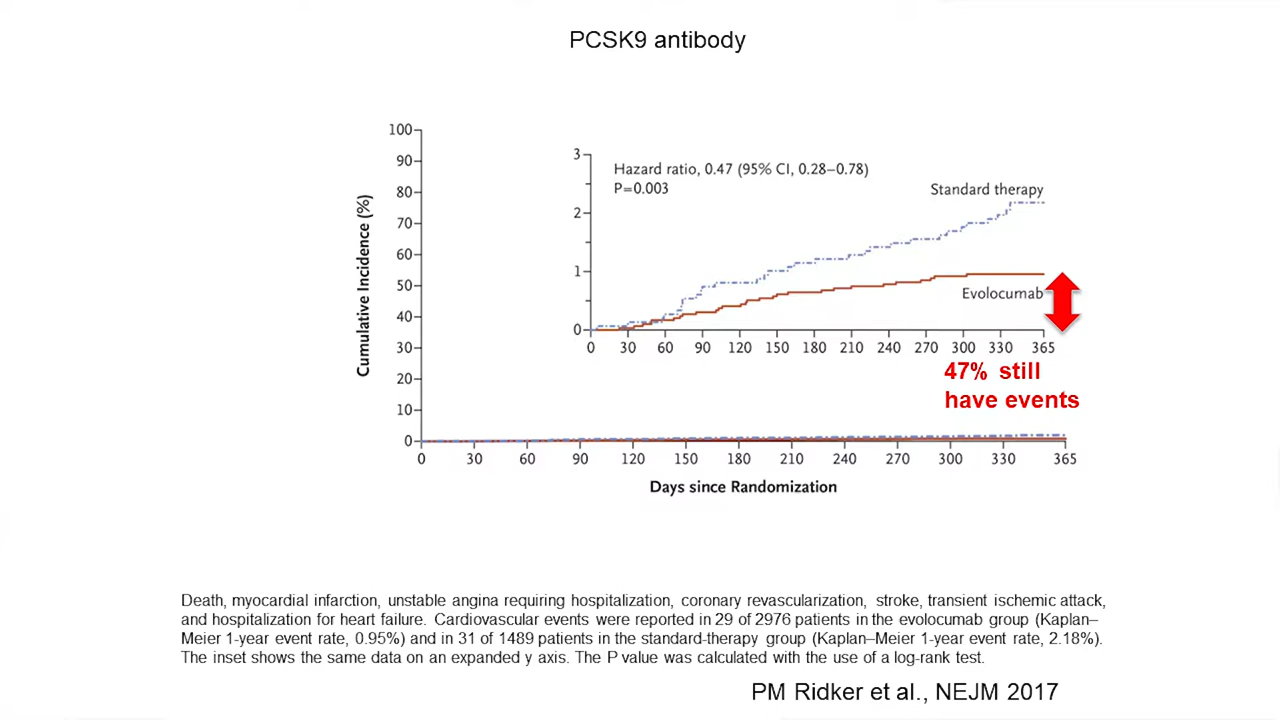 PCSK9 antibody
Cumulative Incidence (%)
100
90
80
70
60
50
40
30
20
10
0
0 30 60 90 120 150 180 210 240 270 300 330 365
Days since Randomization
3
2
1
0
0 30 60 90 120 150 180 210 240 270 300 330 365
Hazard ratio, 0.47 (95% CI, 0.28–0.78)
P=0.003
Standard therapy
Evolocumab
47% still
have events
Death, myocardial infarction, unstable angina requiring hospitalization, coronary revascularization, stroke, transient ischemic attack,
and hospitalization for heart failure. Cardiovascular events were reported in 29 of 2976 patients in the evolocumab group (Kaplan–
Meier 1-year event rate, 0.95%) and in 31 of 1489 patients in the standard-therapy group (Kaplan–Meier 1-year event rate, 2.18%).
The inset shows the same data on an expanded y axis. The P value was calculated with the use of a log-rank test.
PM Ridker et al., NEJM 2017